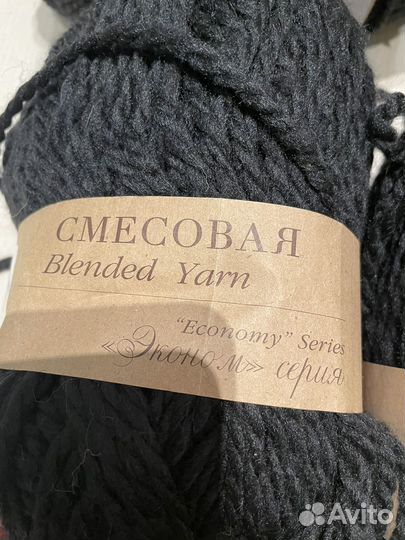 СМЕСОВАЯ
Blended Yarn
"Economy" Series
«Эконом» серия
Avito